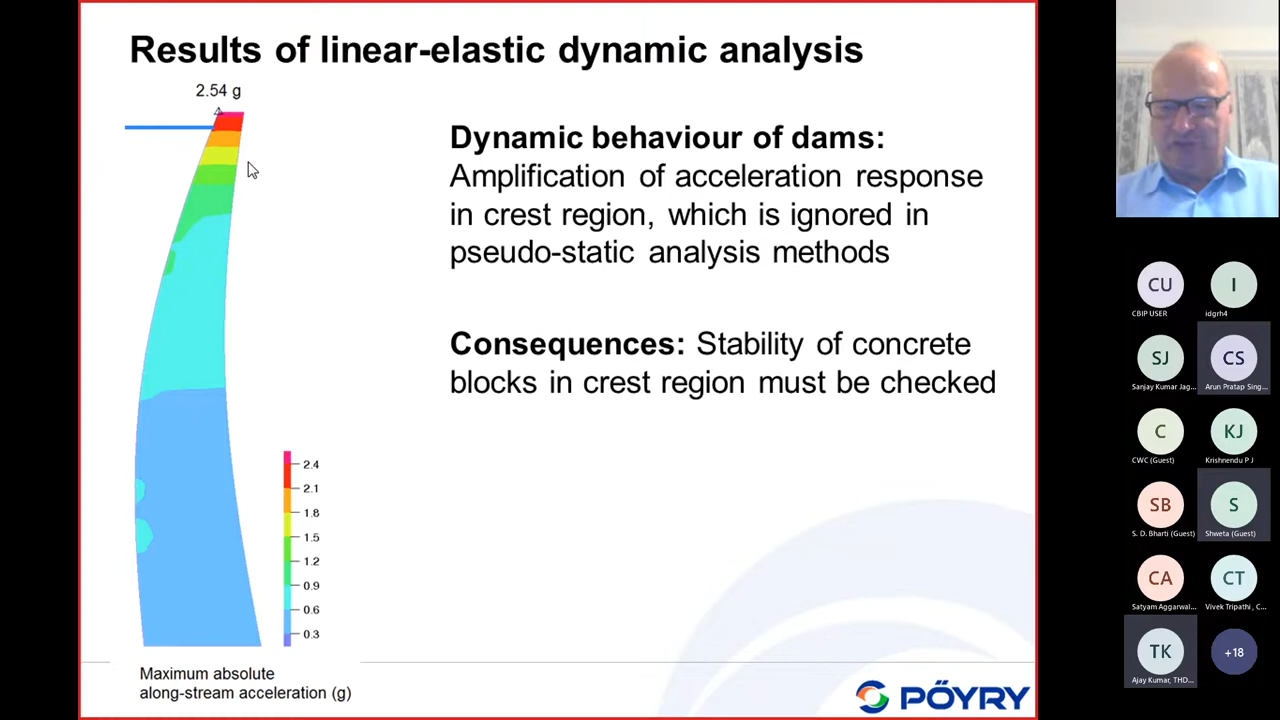 Results of linear-elastic dynamic analysis
2.54 g
Dynamic behaviour of dams:
Amplification of acceleration response
in crest region, which is ignored in
pseudo-static analysis methods
Consequences: Stability of concrete
blocks in crest region must be checked
2.4
2.1
1.8
1.5
1.2
0.9
0.6
0.3
Maximum absolute
along-stream acceleration (g)
PÖYRY
CU
CBIP USER
I
idgrh4
SJ
Sanjay Kumar Jag...
CS
Arun Pratap Sing...
C
CWC (Guest)
KJ
Krishnendu P J
SB
S. D. Bharti (Guest)
S
Shweta (Guest)
CA
Satyam Aggarwal...
CT
Vivek Tripathi , C...
TK
Ajay Kumar, THD...
+18